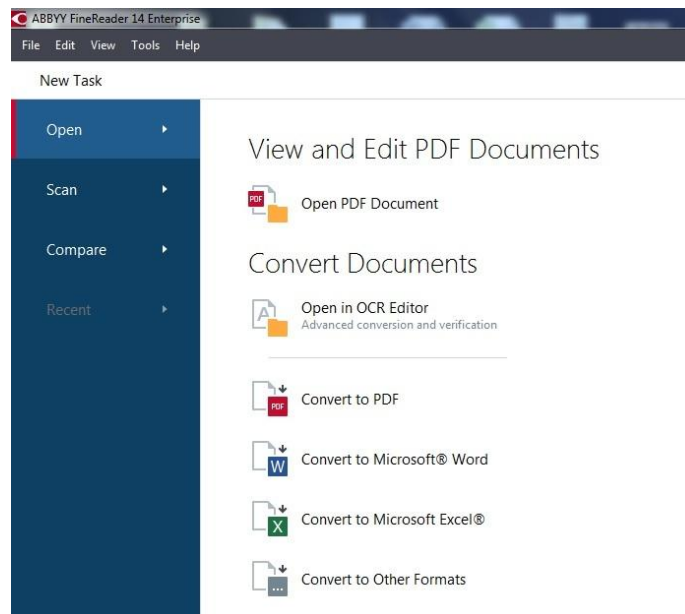 ABBYY FineReader 14 Enterprise
File Edit View Tools Help
New Task
Open
Scan
Compare
Recent
View and Edit PDF Documents
PDF
Open PDF Document
Convert Documents
A
Open in OCR Editor
Advanced conversion and verification
PDF
Convert to PDF
W
Convert to Microsoft® Word
X
Convert to Microsoft Excel®
...
Convert to Other Formats